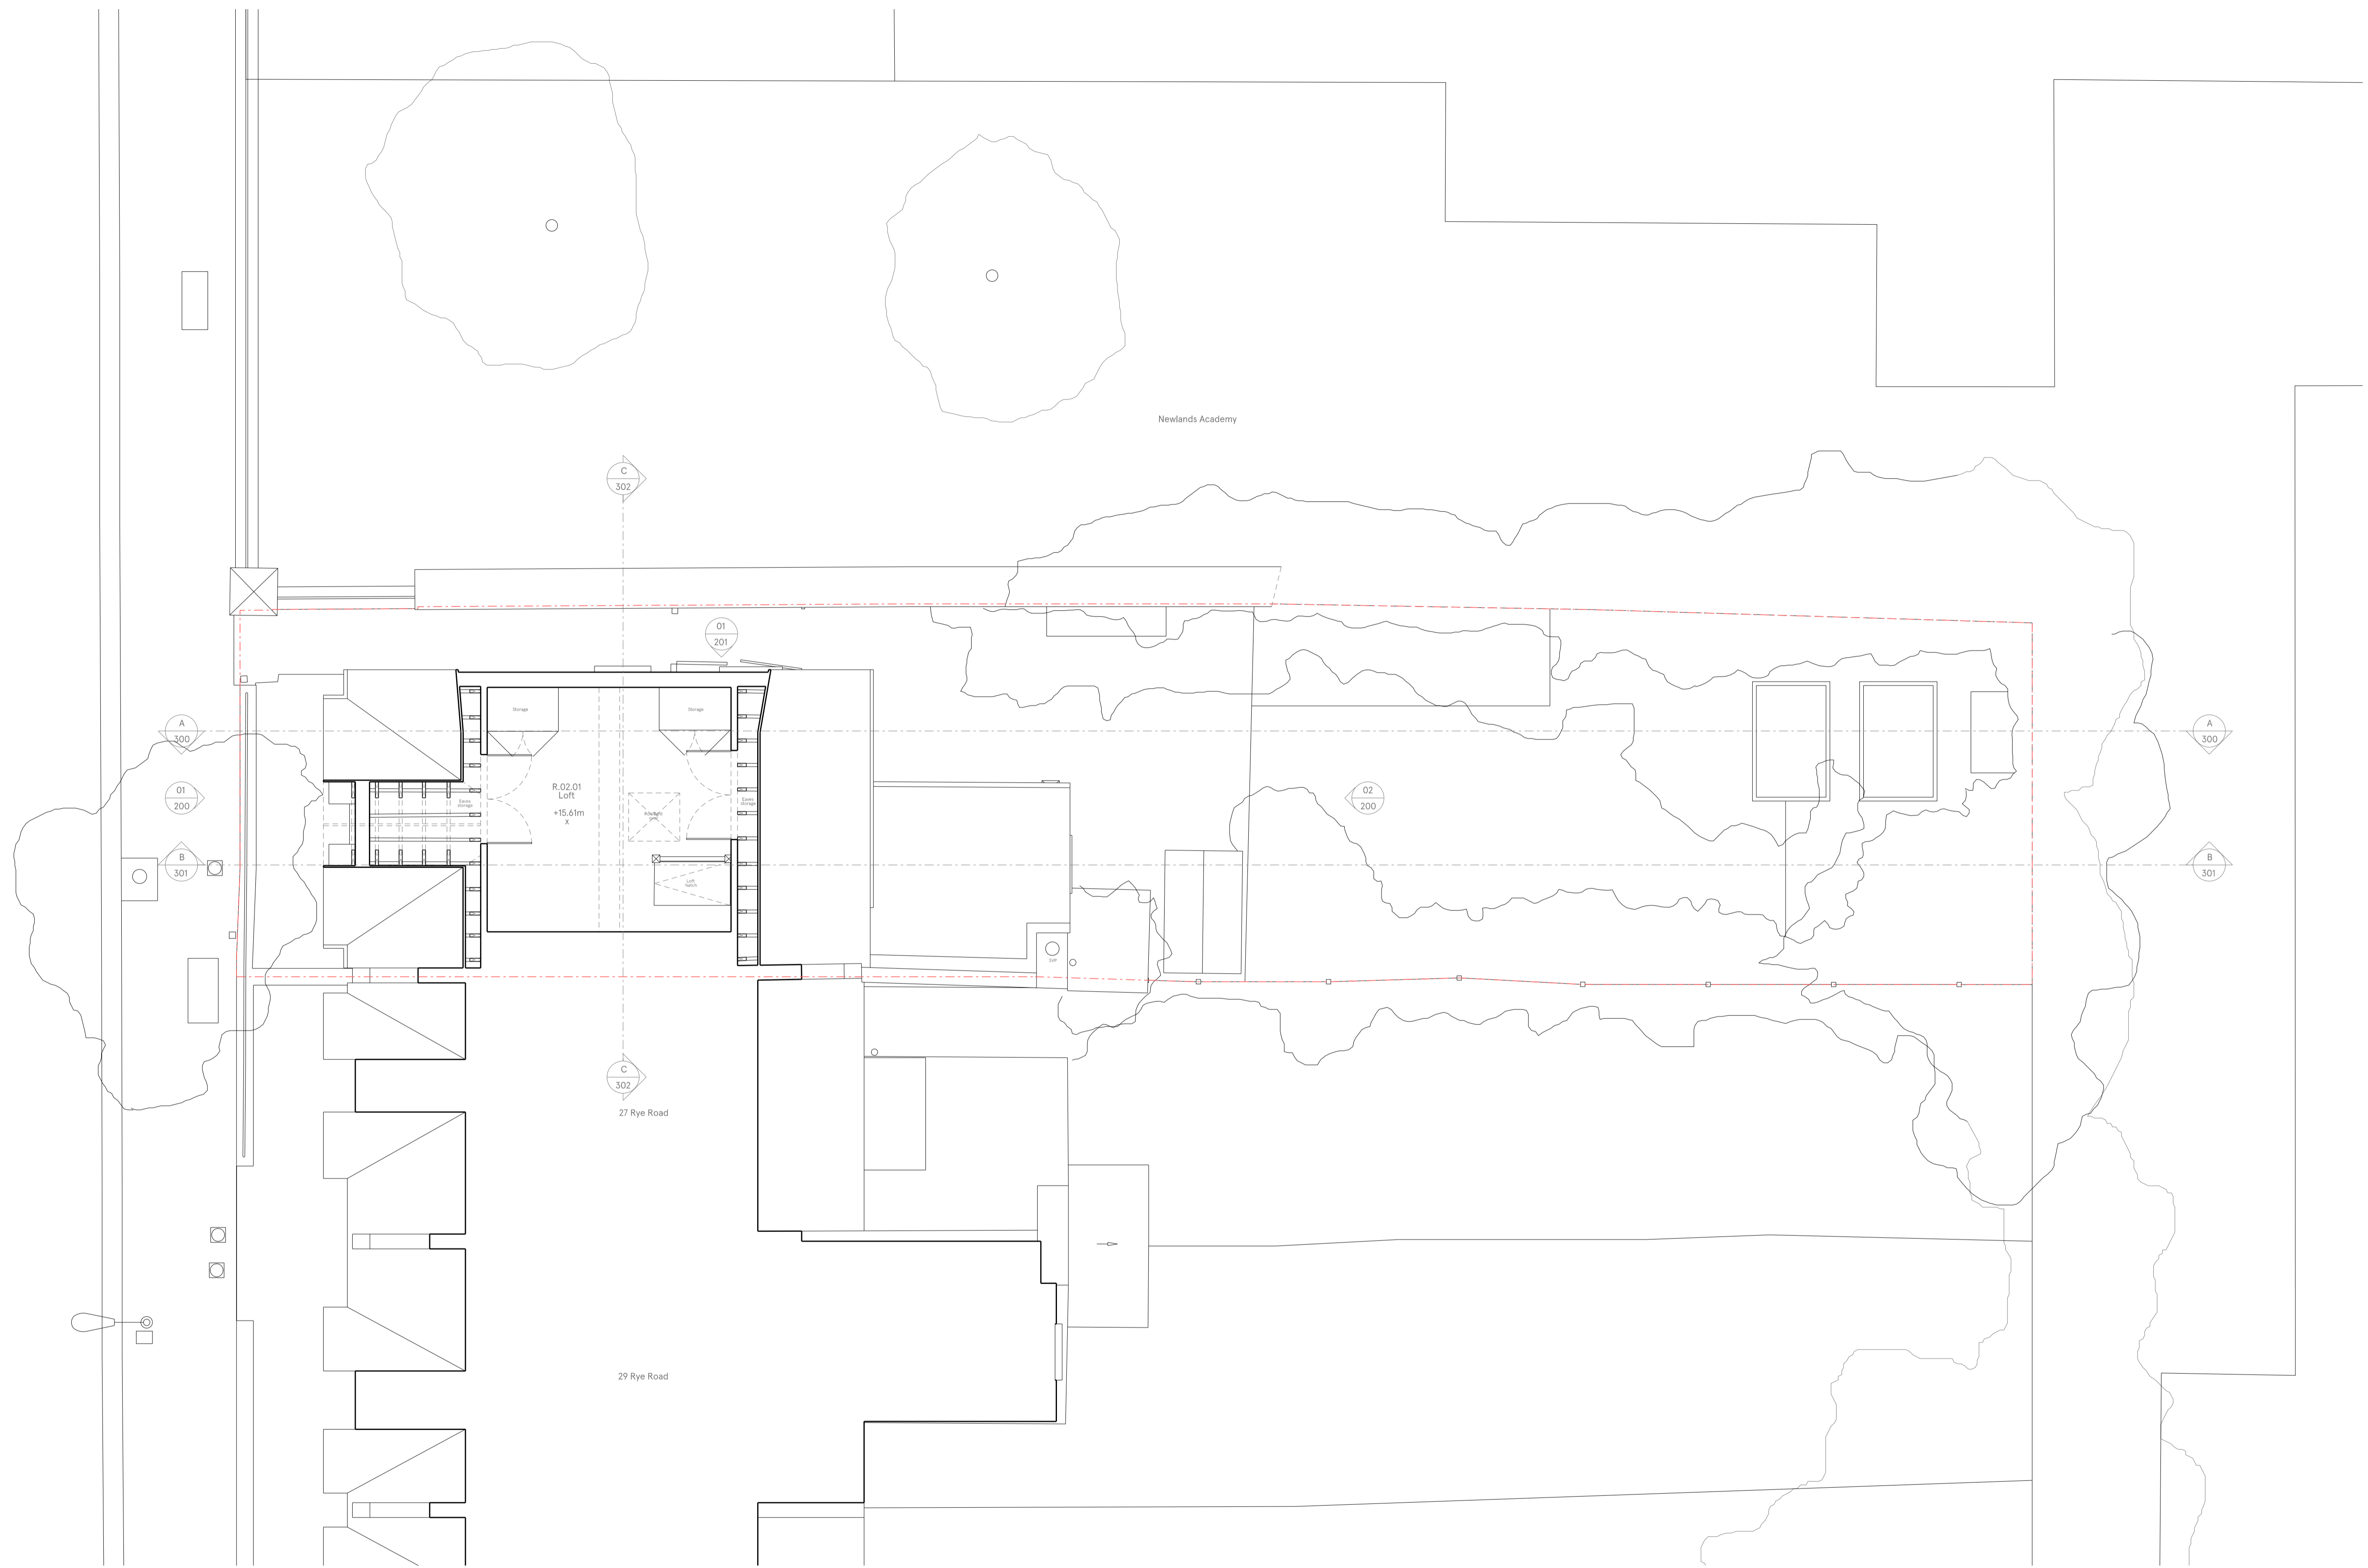 Newlands Academy
C
302
01
201
Storage
Storage
A
300
A
300
R.02.01
Loft
+15.61m
x
01
200
Eaves
storage
Eaves
storage
02
200
B
301
B
301
Loft
hatch
SVP
C
302
27 Rye Road
29 Rye Road